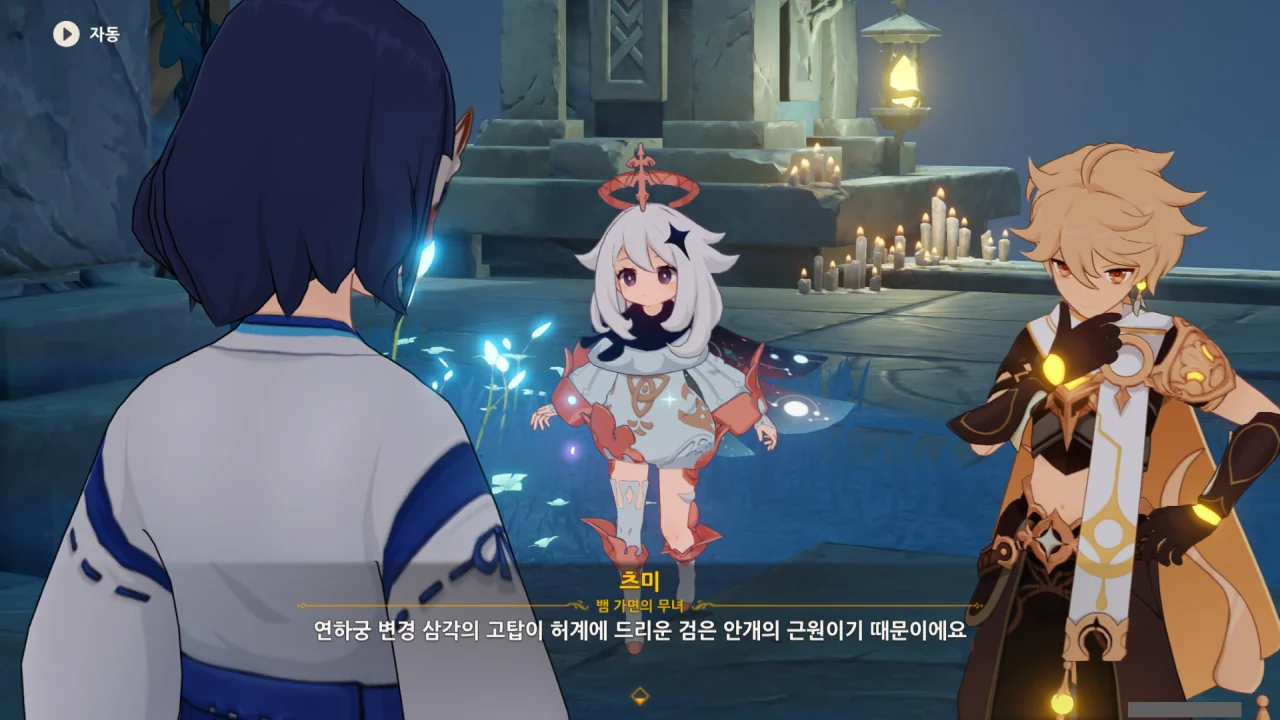 자동
츠미
뱀 가면의 무녀
연하궁 변경 삼각의 고탑이 허계에 드리운 검은 안개의 근원이기 때문이에요